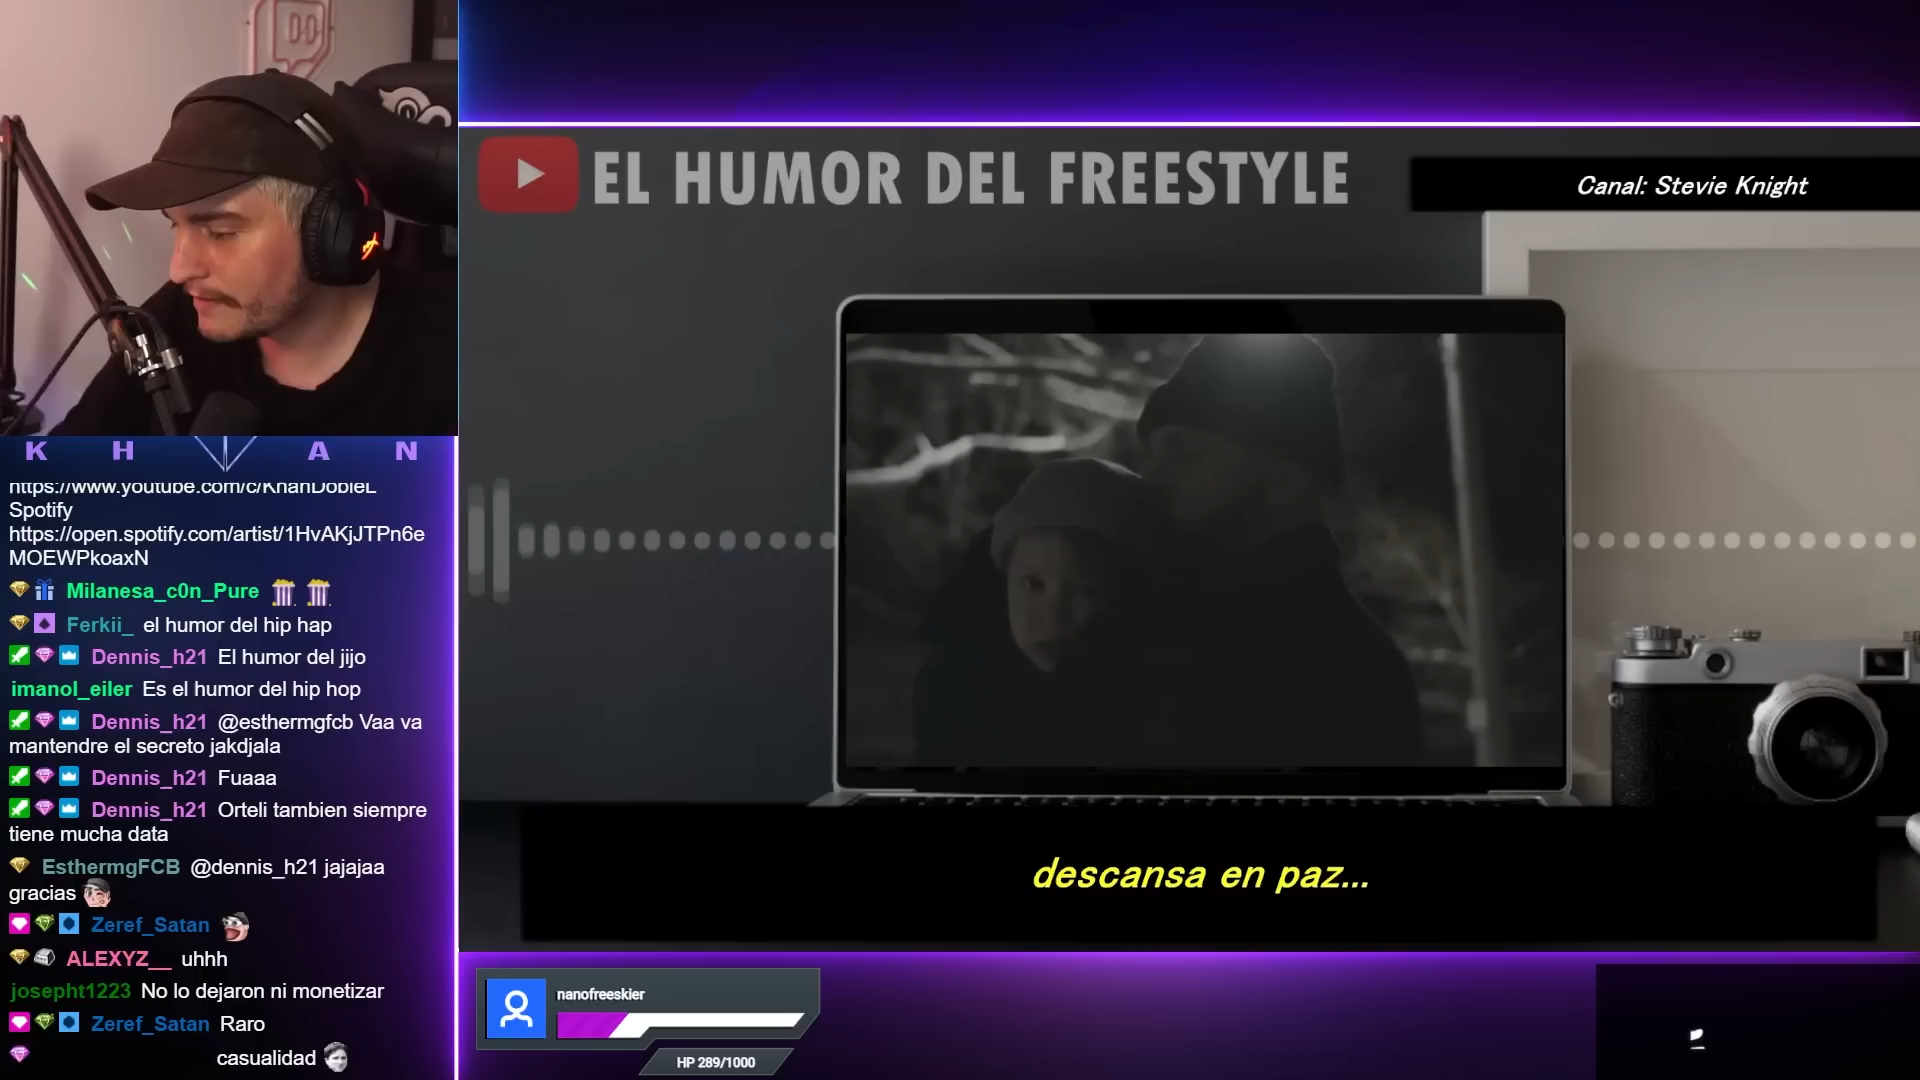 EL HUMOR DEL FREESTYLE
Canal: Stevie Knight
K H A N
https://www.youtube.com/c/KhanDobleL
Spotify
https://open.spotify.com/artist/1HvAKjJTPn6e
MOEWPkoaxN
Milanesa_c0n_Pure
Ferkii_ el humor del hip hap
Dennis_h21 El humor del jijo
imanol_eiler Es el humor del hip hop
Dennis_h21 @esthermgfcb Vaa va
mantendre el secreto jakdjala
Dennis_h21 Fuaaa
Dennis_h21 Orteli tambien siempre
tiene mucha data
EsthermgFCB @dennis_h21 jajajaa
gracias
Zeref_Satan
ALEXYZ__ uhhh
josepht1223 No lo dejaron ni monetizar
Zeref_Satan Raro
casualidad
descansa en paz...
nanofreeskier
HP 289/1000